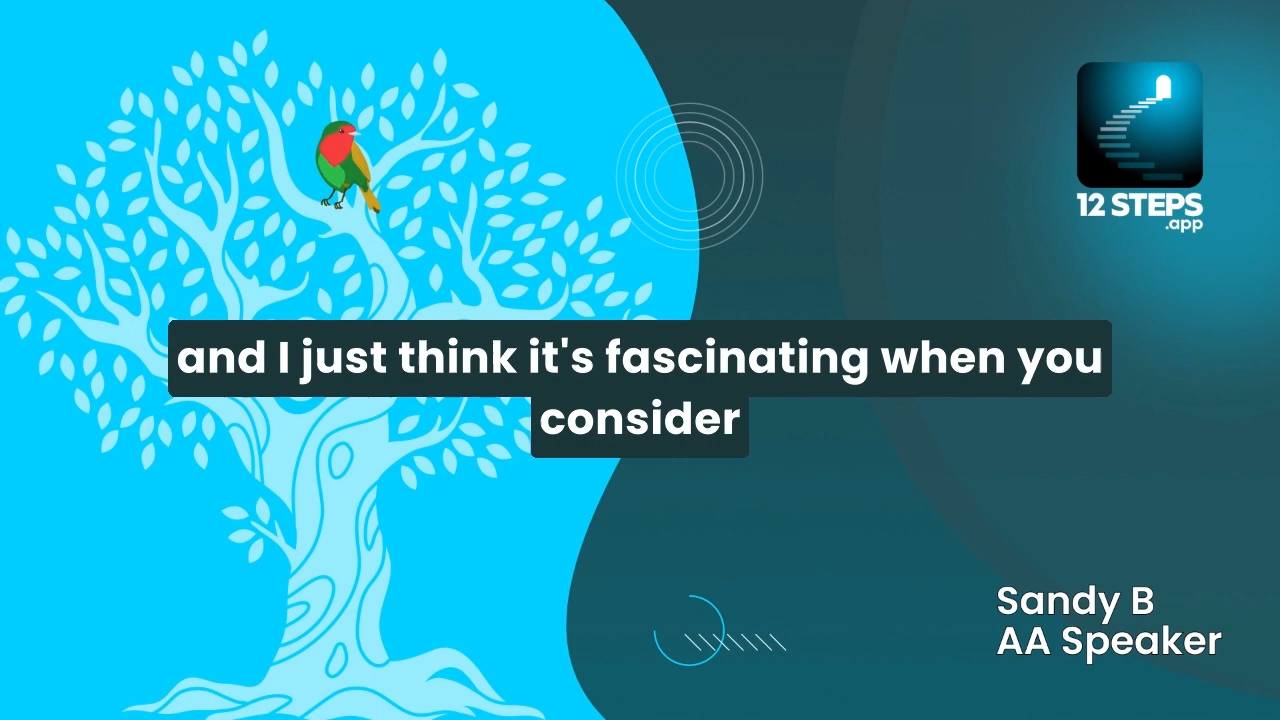 12 STEPS
.app
and I just think it's fascinating when you
consider
Sandy B
AA Speaker